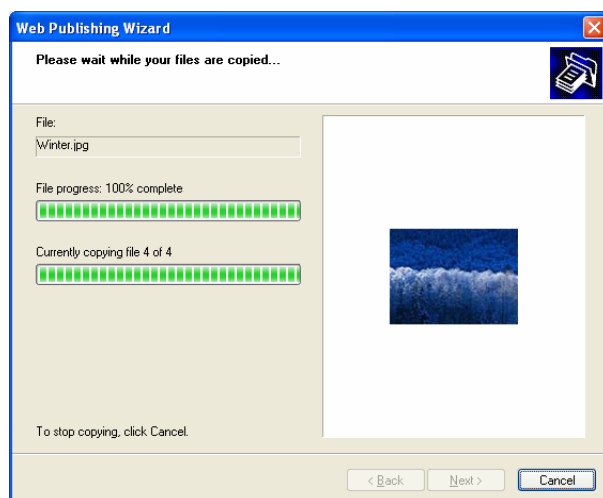 Web Publishing Wizard
Please wait while your files are copied...
File:
Winter.jpg
File progress: 100% complete
Currently copying file 4 of 4
To stop copying, click Cancel.
< Back Next > Cancel